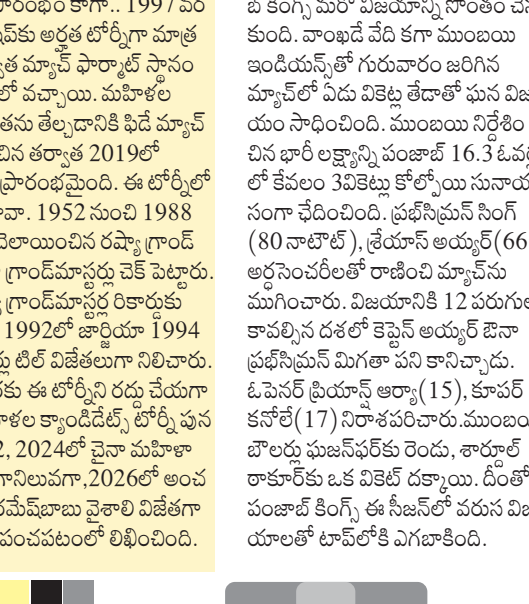 ారంభం కాగా.. 1997 వర
ప్‌కు అర్హత టోర్నీగా మాత్ర
త మ్యాచ్ ఫార్మాట్ స్థానం
లో వచ్చాయి. మహిళల
తను తేల్చడానికి ఫిడే మ్యాచ్
చిన తర్వాత 2019లో
ప్రారంభమైంది. ఈ టోర్నీలో
వా. 1952 నుంచి 1988
చెలాయించిన రష్యా గ్రాండ్
గ్రాండ్‌మాస్టర్లు చెక్ పెట్టారు.
గ్రాండ్‌మాస్టర్ల రికార్డుకు
1992లో జార్జియా 1994
ర్లు టిల్ విజేతలుగా నిలిచారు.
రకు ఈ టోర్నీని రద్దు చేయగా
ళల క్యాండిడేట్స్ టోర్నీ పున
2, 2024లో చైనా మహిళా
గానిలువగా,2026లో అంచ
రమేష్‌బాబు వైశాలి విజేతగా
పంచపటంలో లిఖించింది.
బ్ కింగ్స్ మరో విజయాన్ని సొంతం చేసు
కుంది. వాంఖడే వేది కగా ముంబయి
ఇండియన్స్‌తో గురువారం జరిగిన
మ్యాచ్‌లో ఏడు వికెట్ల తేడాతో ఘన విజ
యం సాధించింది. ముంబయి నిర్దేశిం
చిన భారీ లక్ష్యాన్ని పంజాబ్ 16.3 ఓవర్ల
లో కేవలం 3వికెట్లు కోల్పోయి సునాయ
సంగా ఛేదించింది. ప్రభ్‌సిమ్రన్ సింగ్
(80 నాటౌట్), శ్రేయాస్ అయ్యర్(66
అర్ధసెంచరీలతో రాణించి మ్యాచ్‌ను
ముగించారు. విజయానికి 12 పరుగుల
కావల్సిన దశలో కెప్టెన్ అయ్యర్ ఔనా
ప్రభ్‌సిమ్రన్ మిగతా పని కానిచ్చాడు.
ఓపెనర్ ప్రియాన్ష్ ఆర్యా(15), కూపర్
కనోలే(17) నిరాశపరిచారు.ముంబయ
బౌలర్లు ఘజన్‌ఫర్‌కు రెండు, శార్దూల్
ఠాకూర్‌కు ఒక వికెట్ దక్కాయి. దీంతో
పంజాబ్ కింగ్స్ ఈ సీజన్‌లో వరుస విజ
యాలతో టాప్‌లోకి ఎగబాకింది.